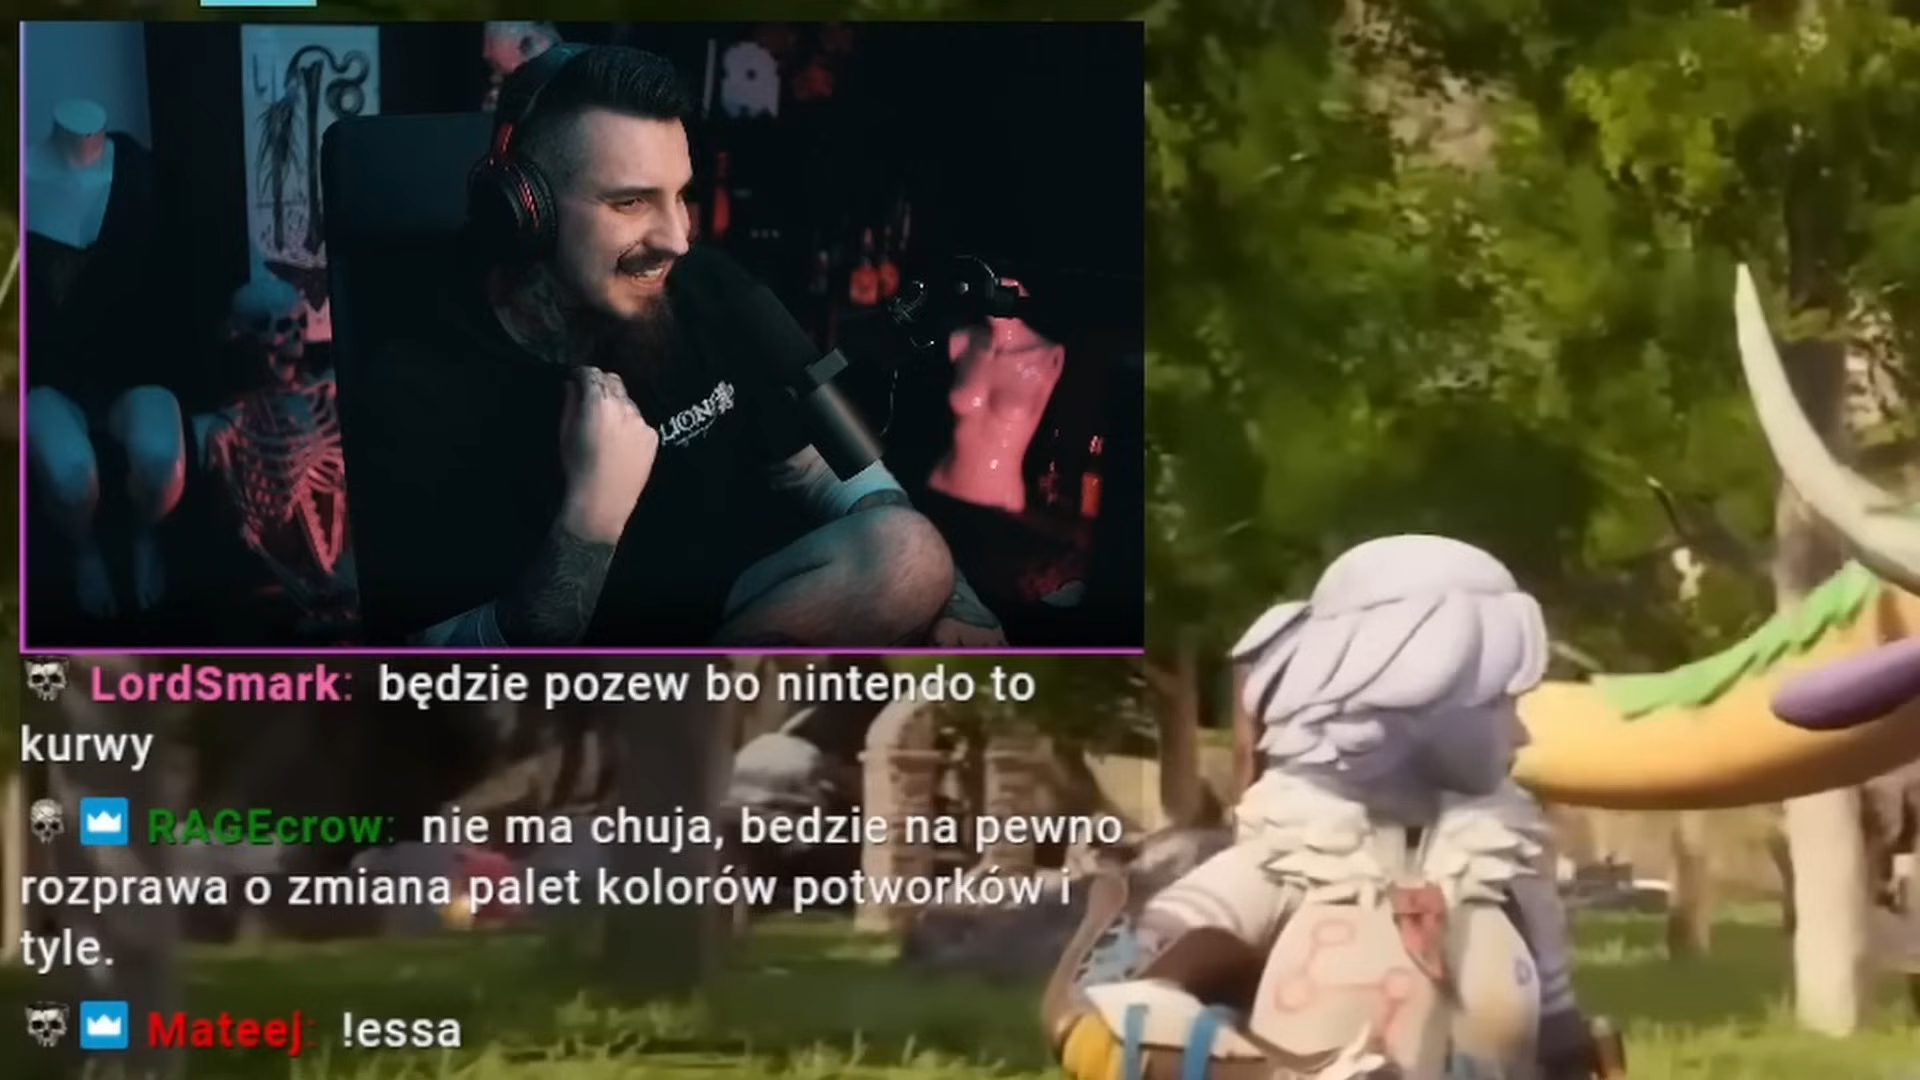 LIONS
LordSmark: będzie pozew bo nintendo to
kurwy
RAGEcrow: nie ma chuja, bedzie na pewno
rozprawa o zmiana palet kolorów potworków i
tyle.
Mateej: !essa